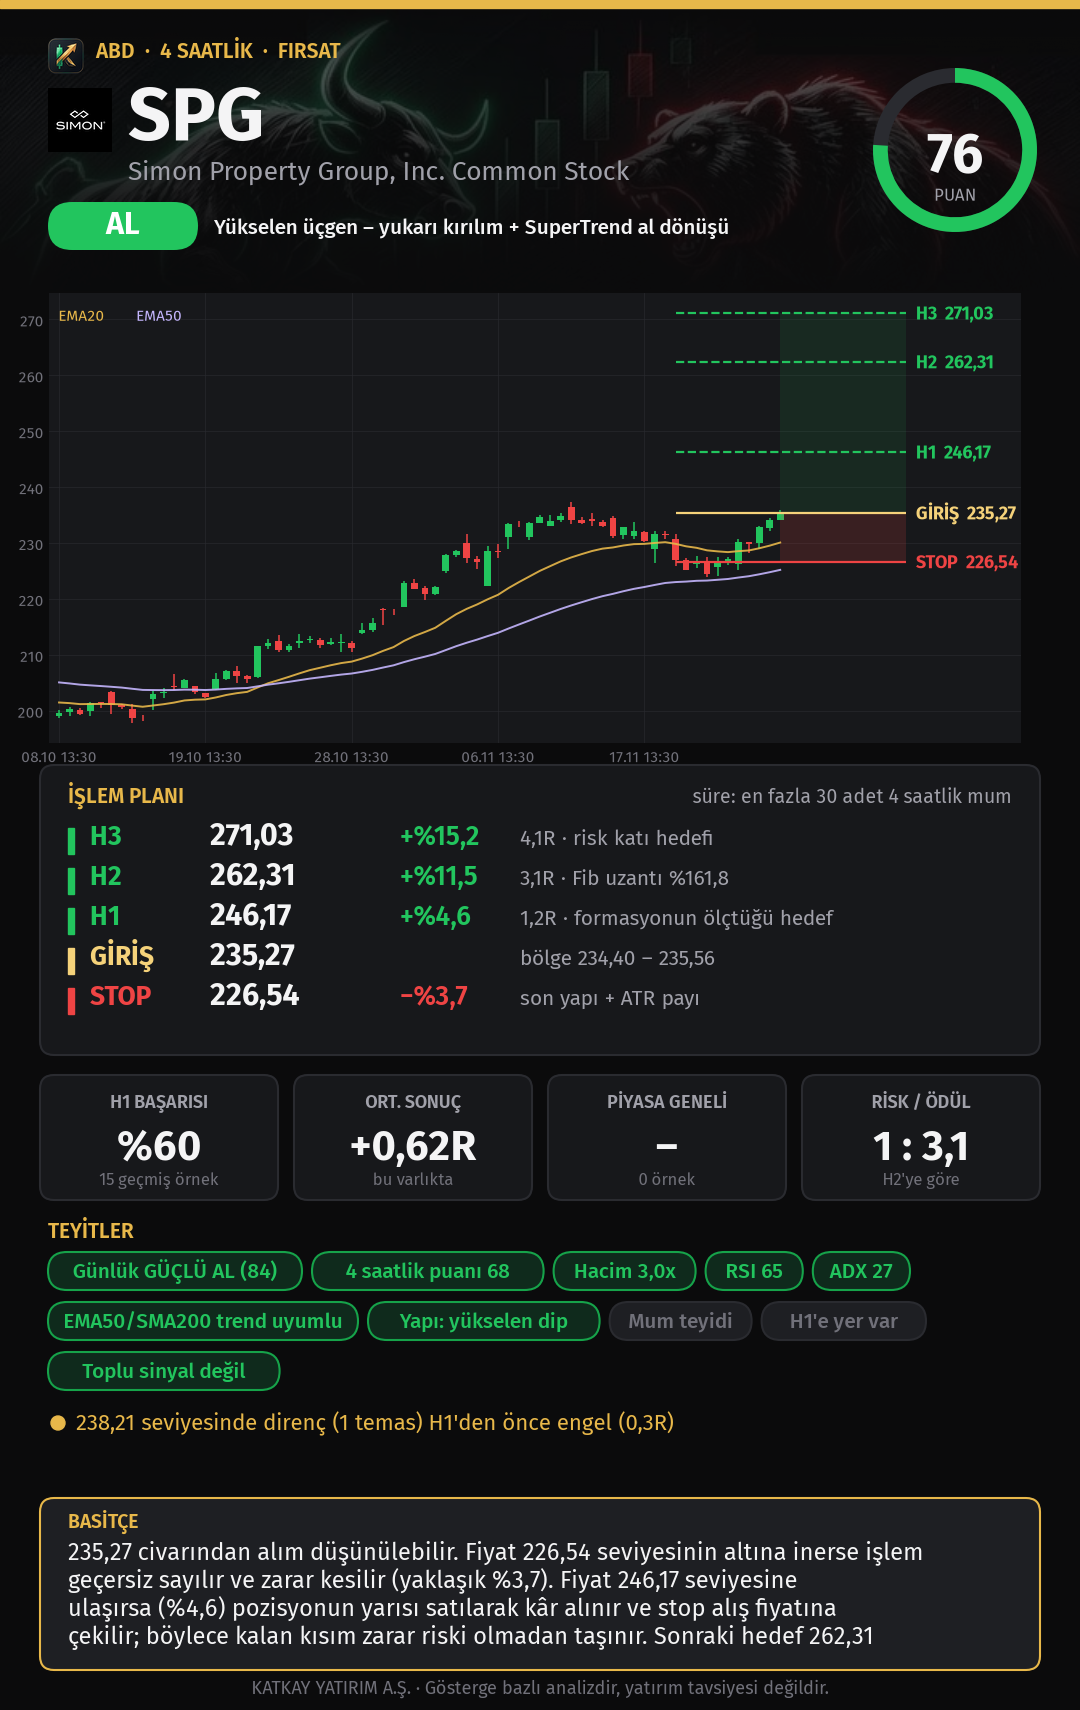 ABD · 4 SAATLİK · FIRSAT
SIMON
SPG
Simon Property Group, Inc. Common Stock
76
PUAN
AL
Yükselen üçgen – yukarı kırılım + SuperTrend al dönüşü
EMA20 EMA50
270
260
250
240
230
220
210
200
H3 271,03
H2 262,31
H1 246,17
GİRİŞ 235,27
STOP 226,54
08.10 13:30 19.10 13:30 28.10 13:30 06.11 13:30 17.11 13:30
İŞLEM PLANI süre: en fazla 30 adet 4 saatlik mum
H3 271,03 +%15,2 4,1R · risk katı hedefi
H2 262,31 +%11,5 3,1R · Fib uzantı %161,8
H1 246,17 +%4,6 1,2R · formasyonun ölçtüğü hedef
GİRİŞ 235,27 bölge 234,40 – 235,56
STOP 226,54 −%3,7 son yapı + ATR payı
H1 BAŞARISI ORT. SONUÇ PİYASA GENELİ RİSK / ÖDÜL
%60 +0,62R – 1 : 3,1
15 geçmiş örnek bu varlıkta 0 örnek H2'ye göre
TEYİTLER
Günlük GÜÇLÜ AL (84) 4 saatlik puanı 68 Hacim 3,0x RSI 65 ADX 27
EMA50/SMA200 trend uyumlu Yapı: yükselen dip Mum teyidi H1'e yer var
Toplu sinyal değil
238,21 seviyesinde direnç (1 temas) H1'den önce engel (0,3R)
BASİTÇE
235,27 civarından alım düşünülebilir. Fiyat 226,54 seviyesinin altına inerse işlem
geçersiz sayılır ve zarar kesilir (yaklaşık %3,7). Fiyat 246,17 seviyesine
ulaşırsa (%4,6) pozisyonun yarısı satılarak kâr alınır ve stop alış fiyatına
çekilir; böylece kalan kısım zarar riski olmadan taşınır. Sonraki hedef 262,31
KATKAY YATIRIM A.Ş. · Gösterge bazlı analizdir, yatırım tavsiyesi değildir.